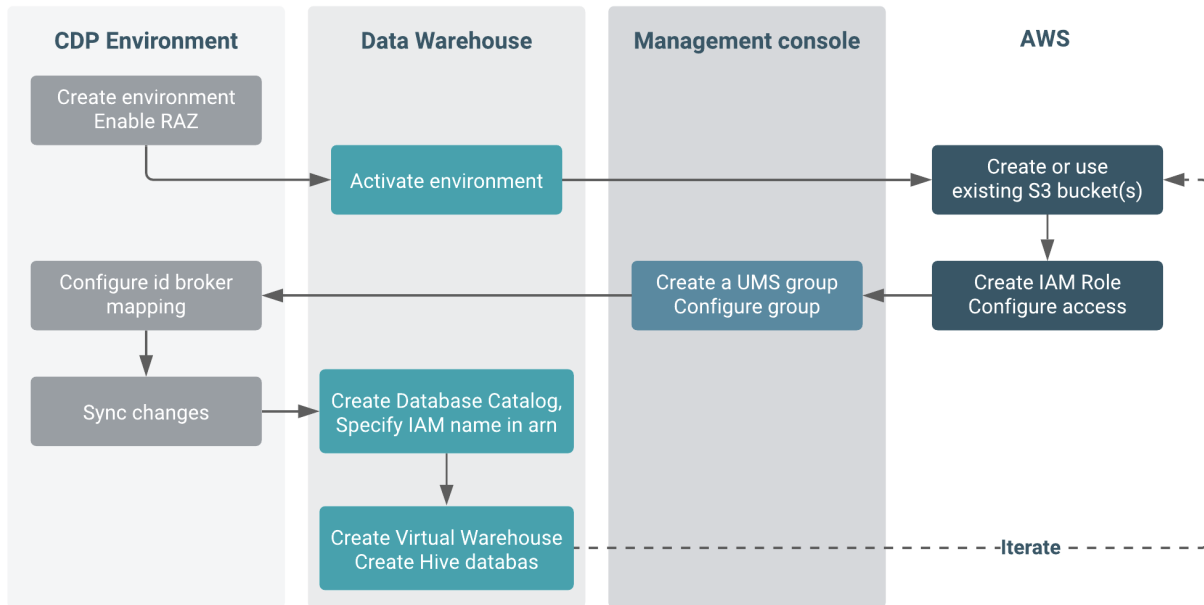 CDP Environment
Data Warehouse
Management console
AWS
Create environment
Enable RAZ
Activate environment
Create or use
existing S3 bucket(s)
Configure id broker
mapping
Create a UMS group
Configure group
Create IAM Role
Configure access
Sync changes
Create Database Catalog,
Specify IAM name in arn
Create Virtual Warehouse
Create Hive databas
Iterate